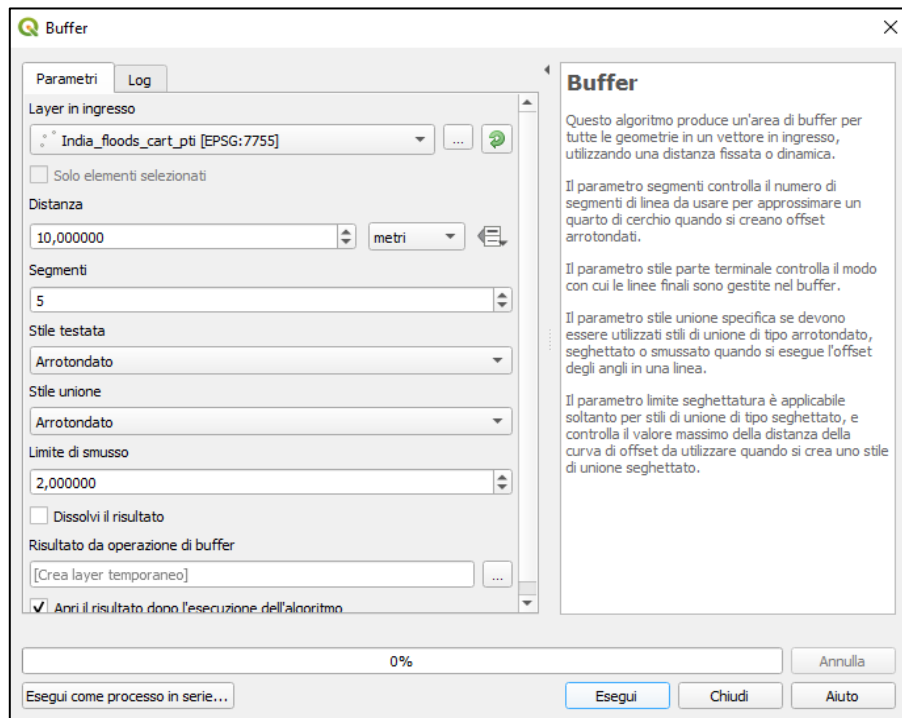 Buffer
Parametri
Log
Layer in ingresso
India_floods_cart_pti [EPSG:7755]
...
Solo elementi selezionati
Distanza
10,000000
metri
Segmenti
5
Stile testata
Arrotondato
Stile unione
Arrotondato
Limite di smusso
2,000000
Dissolvi il risultato
Risultato da operazione di buffer
[Crea layer temporaneo]
...
Apri il risultato dopo l'esecuzione dell'algoritmo
Buffer
Questo algoritmo produce un'area di buffer per
tutte le geometrie in un vettore in ingresso,
utilizzando una distanza fissata o dinamica.
Il parametro segmenti controlla il numero di
segmenti di linea da usare per approssimare un
quarto di cerchio quando si creano offset
arrotondati.
Il parametro stile parte terminale controlla il modo
con cui le linee finali sono gestite nel buffer.
Il parametro stile unione specifica se devono
essere utilizzati stili di unione di tipo arrotondato,
seghettato o smussato quando si esegue l'offset
degli angli in una linea.
Il parametro limite seghettatura è applicabile
soltanto per stili di unione di tipo seghettato, e
controlla il valore massimo della distanza della
curva di offset da utilizzare quando si crea uno stile
di unione seghettato.
0%
Annulla
Esegui come processo in serie...
Esegui
Chiudi
Aiuto